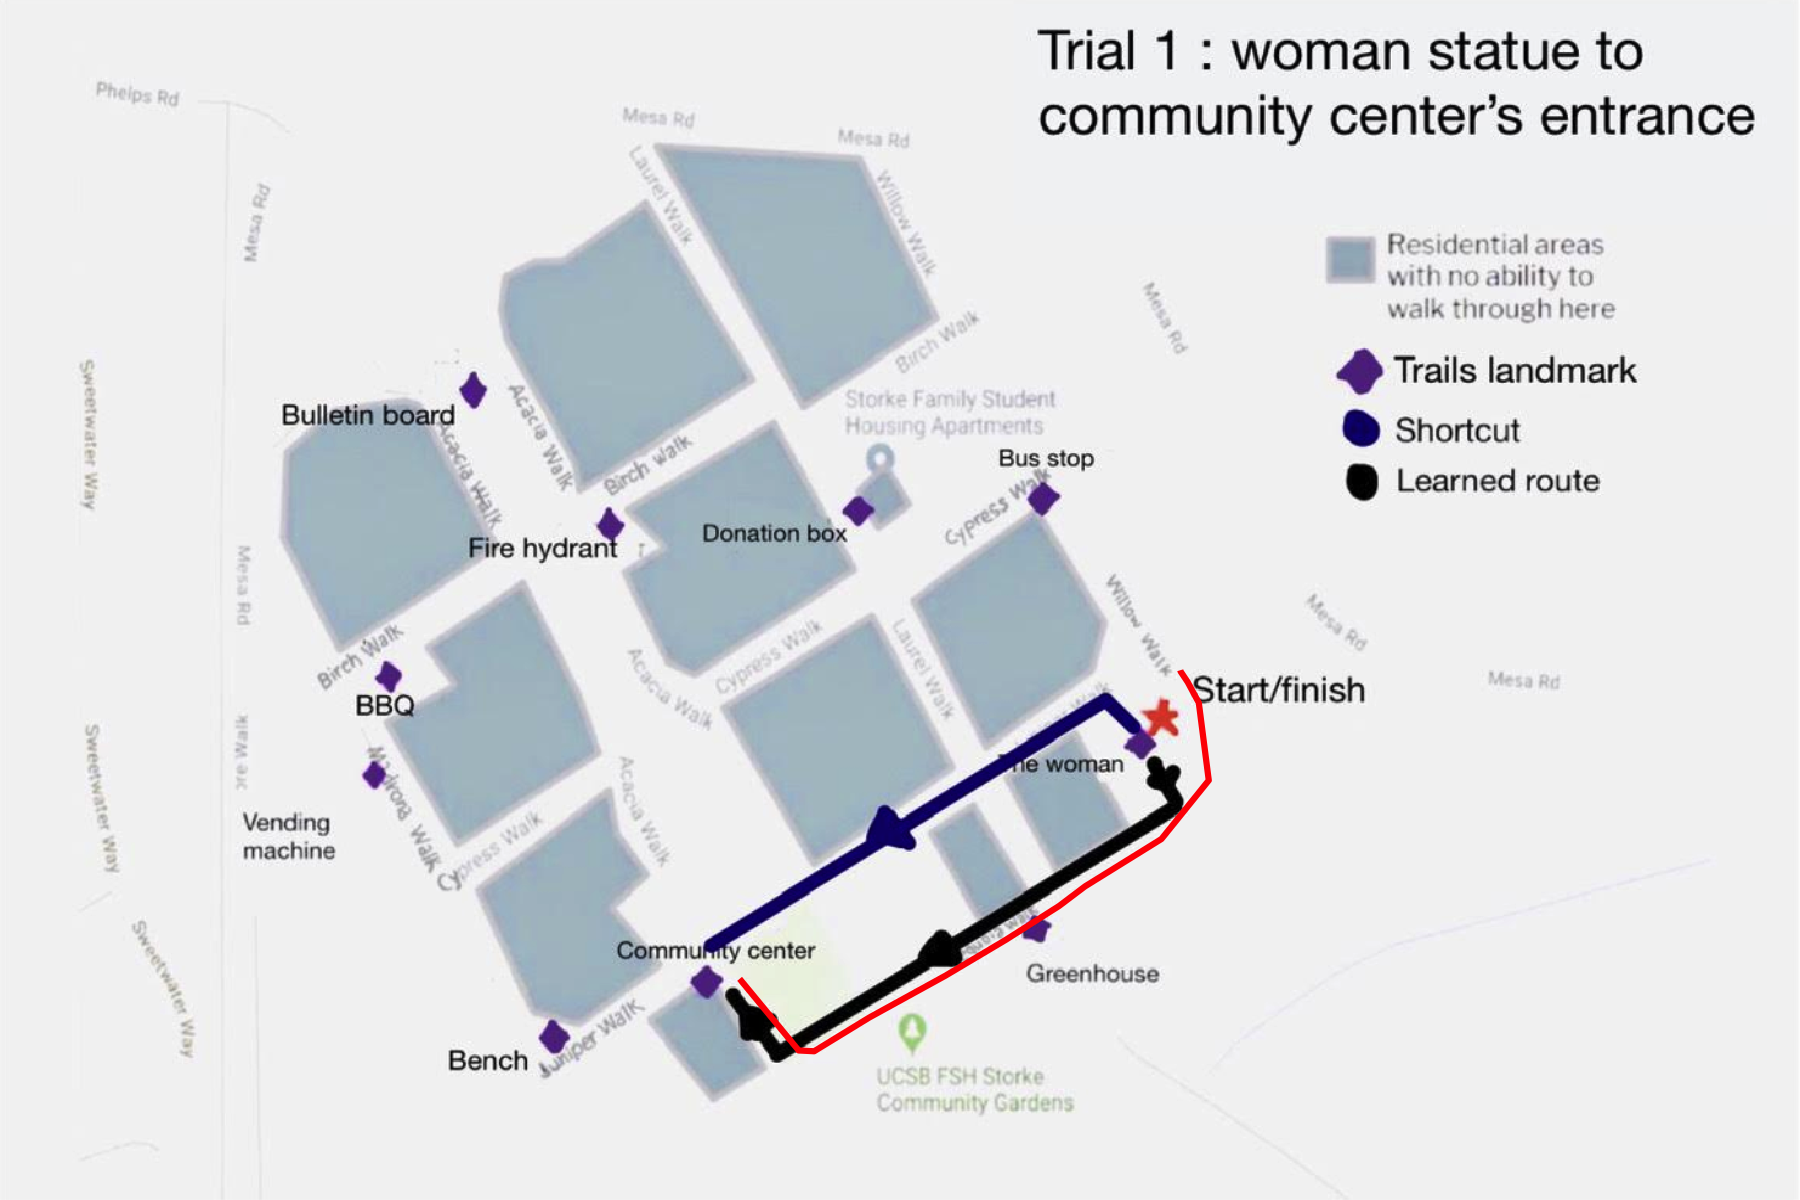 Trial 1 : woman statue to
community center's entrance
Phelps Rd
Mesa Rd
Mesa Rd
Mesa Rd
Laurel Walk
Willow Walk
Residential areas
with no ability to
walk through here
Mesa Rd
Birch Walk
Trails landmark
Sweetwater Way
Bulletin board
Acacia Walk
Acacia Walk
Storke Family Student
Housing Apartments
Shortcut
Birch Walk
Bus stop
Learned route
Cypress Walk
Donation box
Fire hydrant
Mesa Rd
Willow Walk
Mesa Rd
Birch Walk
Cypress Walk
Acacia Walk
Laurel Walk
Start/finish
Mesa Rd
BBQ
Walk
Madrona Walk
The woman
Vending
machine
Acacia Walk
Cypress Walk
Sweetwater Way
Sweetwater Way
Community center
Walk
Greenhouse
Juniper Walk
Bench
UCSB FSH Storke
Community Gardens